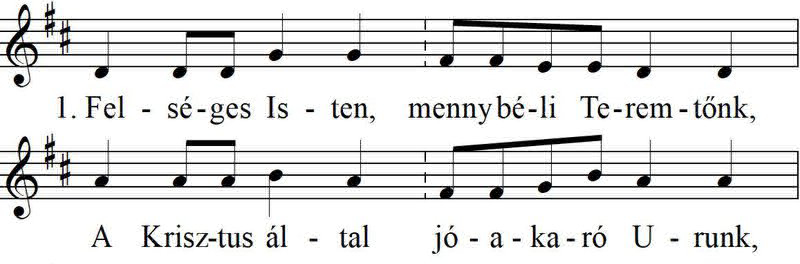 1. Fel - sé - ges Is - ten, menny bé - li Te - rem - tőnk,
A Krisz - tus ál - tal jó - a - ka - ró U - runk,